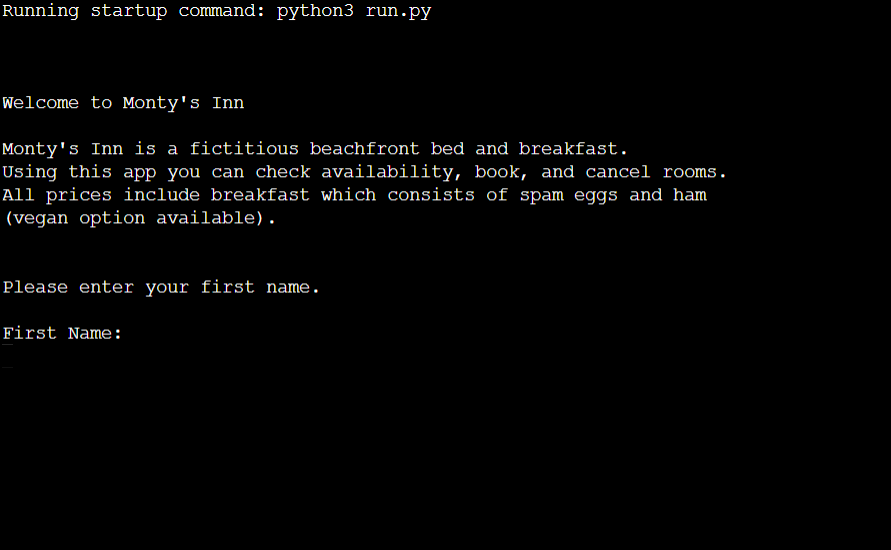 Running startup command: python3 run.py
Welcome to Monty's Inn
Monty's Inn is a fictitious beachfront bed and breakfast.
Using this app you can check availability, book, and cancel rooms.
All prices include breakfast which consists of spam eggs and ham
(vegan option available).
Please enter your first name.
First Name: